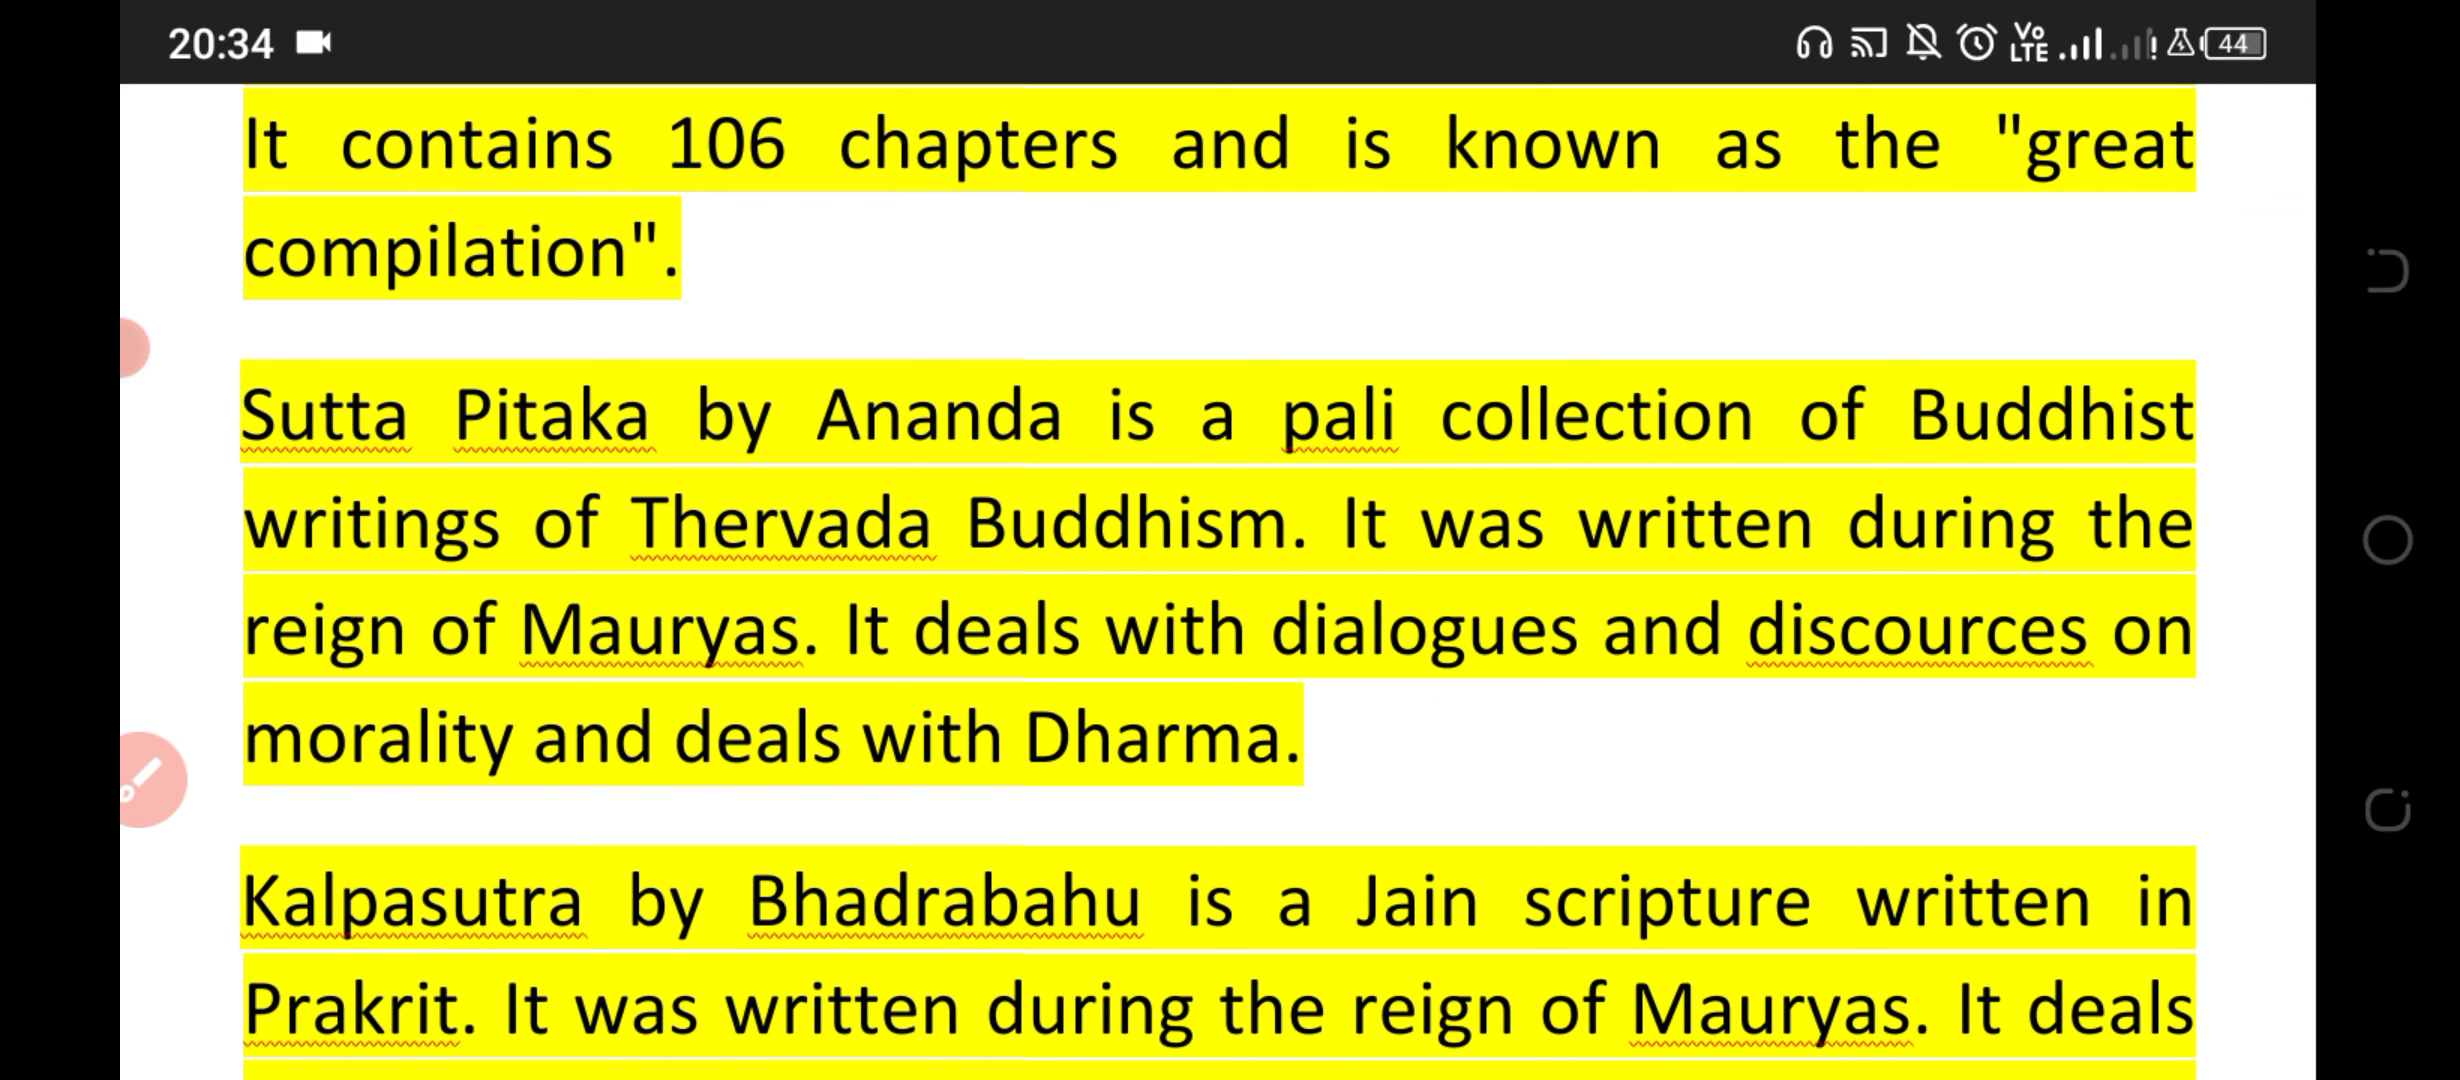 20:34
Vo LTE 44
It contains 106 chapters and is known as the "great
compilation".
Sutta Pitaka by Ananda is a pali collection of Buddhist
writings of Thervada Buddhism. It was written during the
reign of Mauryas. It deals with dialogues and discources on
morality and deals with Dharma.
Kalpasutra by Bhadrabahu is a Jain scripture written in
Prakrit. It was written during the reign of Mauryas. It deals